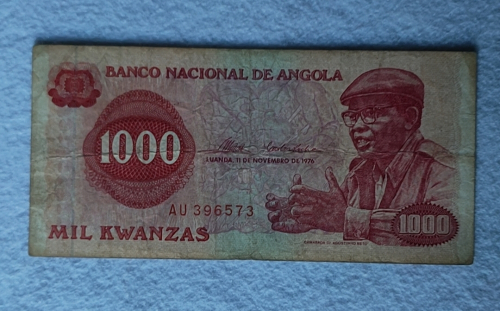 BANCO NACIONAL DE ANGOLA
1000
LUANDA, 11 DE NOVEMBRO DE 1976
AU 396573
1000
MIL KWANZAS